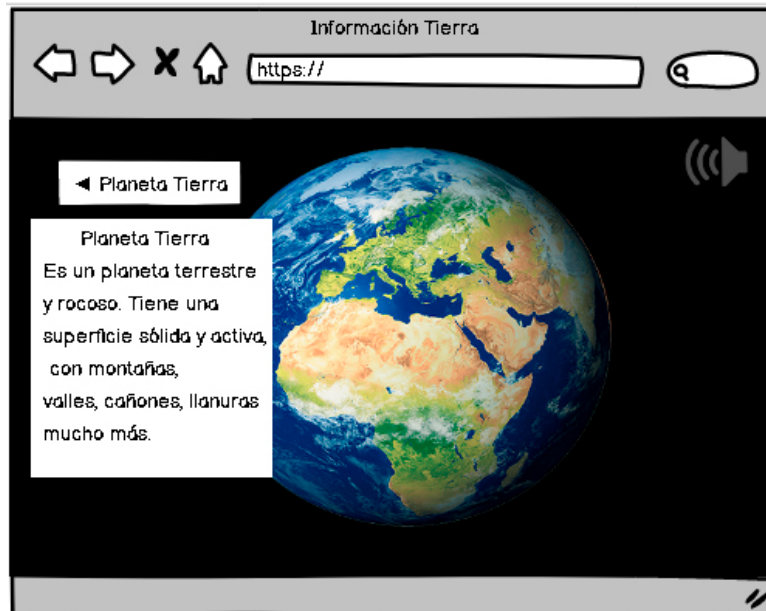 Información Tierra
https://
◄ Planeta Tierra
Planeta Tierra
Es un planeta terrestre
y rocoso. Tiene una
superficie sólida y activa,
con montañas,
valles, cañones, llanuras
mucho más.